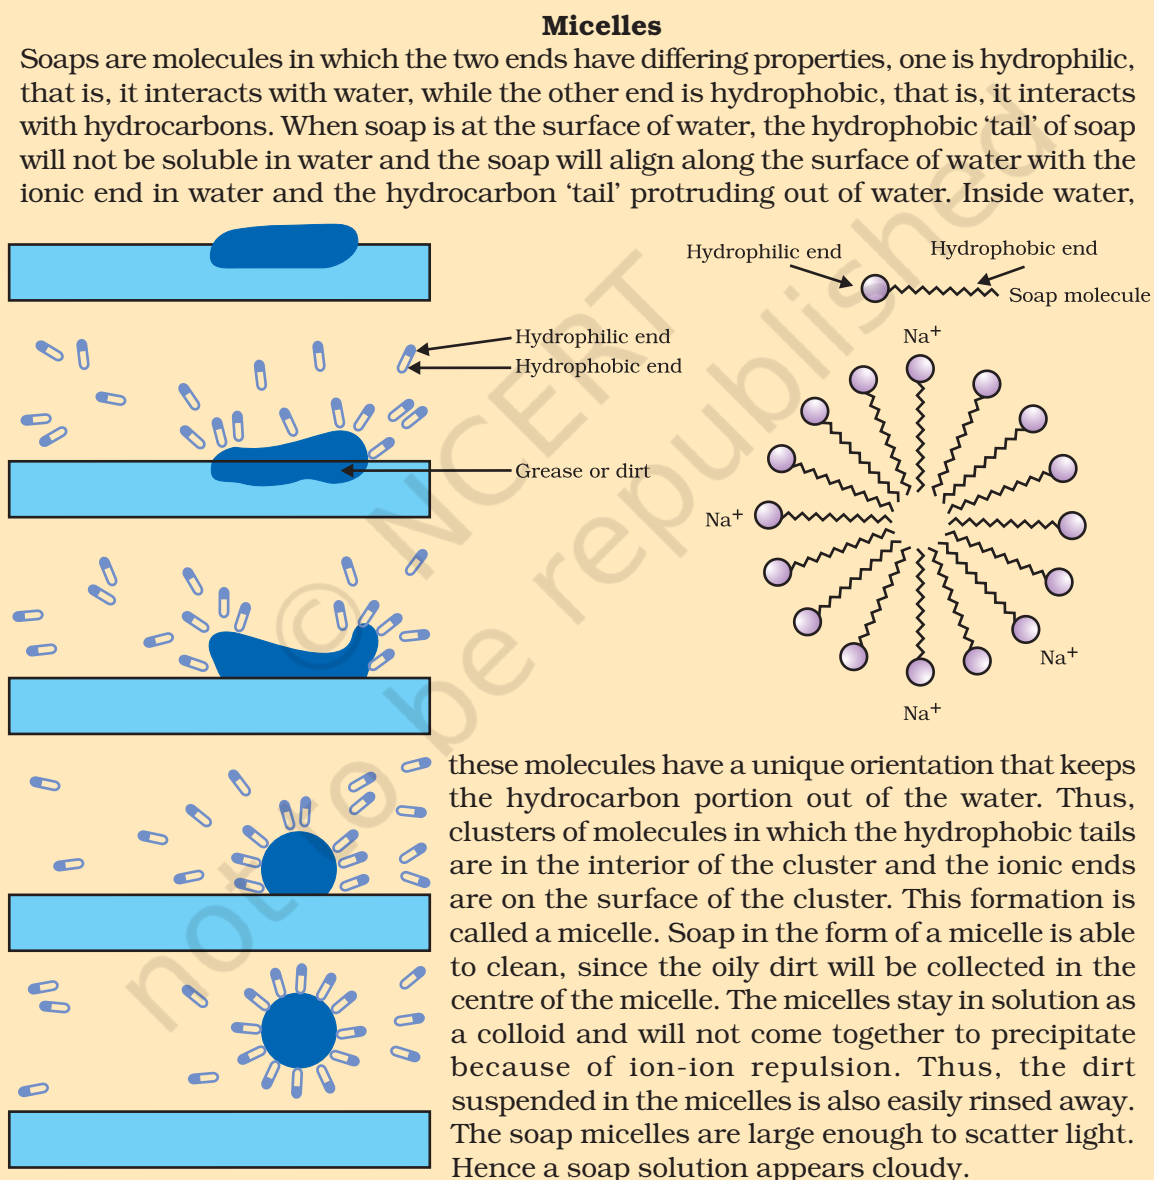 Micelles
Soaps are molecules in which the two ends have differing properties, one is hydrophilic,
that is, it interacts with water, while the other end is hydrophobic, that is, it interacts
with hydrocarbons. When soap is at the surface of water, the hydrophobic ‘tail’ of soap
will not be soluble in water and the soap will align along the surface of water with the
ionic end in water and the hydrocarbon ‘tail’ protruding out of water. Inside water,
Hydrophilic end
Hydrophobic end
Soap molecule
Hydrophilic end
Hydrophobic end
Grease or dirt
Na+
Na+
Na+
Na+
these molecules have a unique orientation that keeps
the hydrocarbon portion out of the water. Thus,
clusters of molecules in which the hydrophobic tails
are in the interior of the cluster and the ionic ends
are on the surface of the cluster. This formation is
called a micelle. Soap in the form of a micelle is able
to clean, since the oily dirt will be collected in the
centre of the micelle. The micelles stay in solution as
a colloid and will not come together to precipitate
because of ion-ion repulsion. Thus, the dirt
suspended in the micelles is also easily rinsed away.
The soap micelles are large enough to scatter light.
Hence a soap solution appears cloudy.
© NCERT
not to be republished